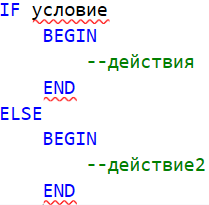 IF условие
    BEGIN
        --действия
    END
ELSE
    BEGIN
        --действие2
    END